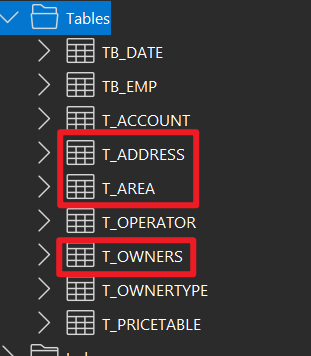 Tables
TB_DATE
TB_EMP
T_ACCOUNT
T_ADDRESS
T_AREA
T_OPERATOR
T_OWNERS
T_OWNERTYPE
T_PRICETABLE